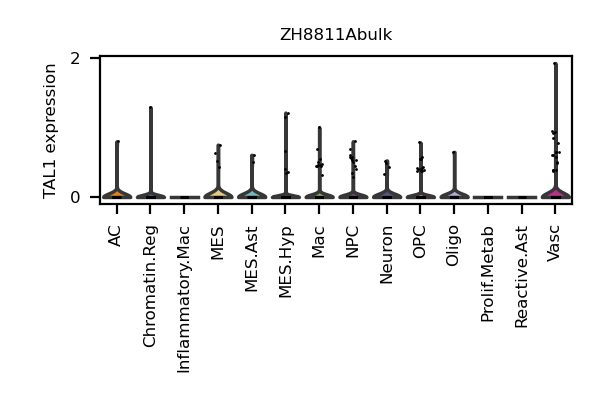 ZH8811Abulk
TAL1 expression
2
0
AC
Chromatin.Reg
Inflammatory.Mac
MES
MES.Ast
MES.Hyp
Mac
NPC
Neuron
OPC
Oligo
Prolif.Metab
Reactive.Ast
Vasc